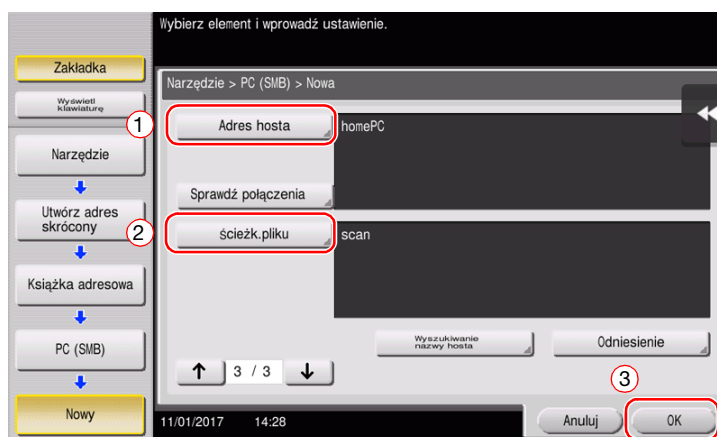 Wybierz element i wprowadź ustawienie.
Zakładka
Wyświetl
klawiaturę
Narzędzie
Utwórz adres
skrócony
Książka adresowa
PC (SMB)
Nowy
Narzędzie > PC (SMB) > Nowa
1
Adres hosta
homePC
Sprawdź połączenia
2
ścieżk.pliku
scan
Wyszukiwanie
nazwy hosta
Odniesienie
↑ 3 / 3 ↓
3
11/01/2017 14:28
Anuluj
OK